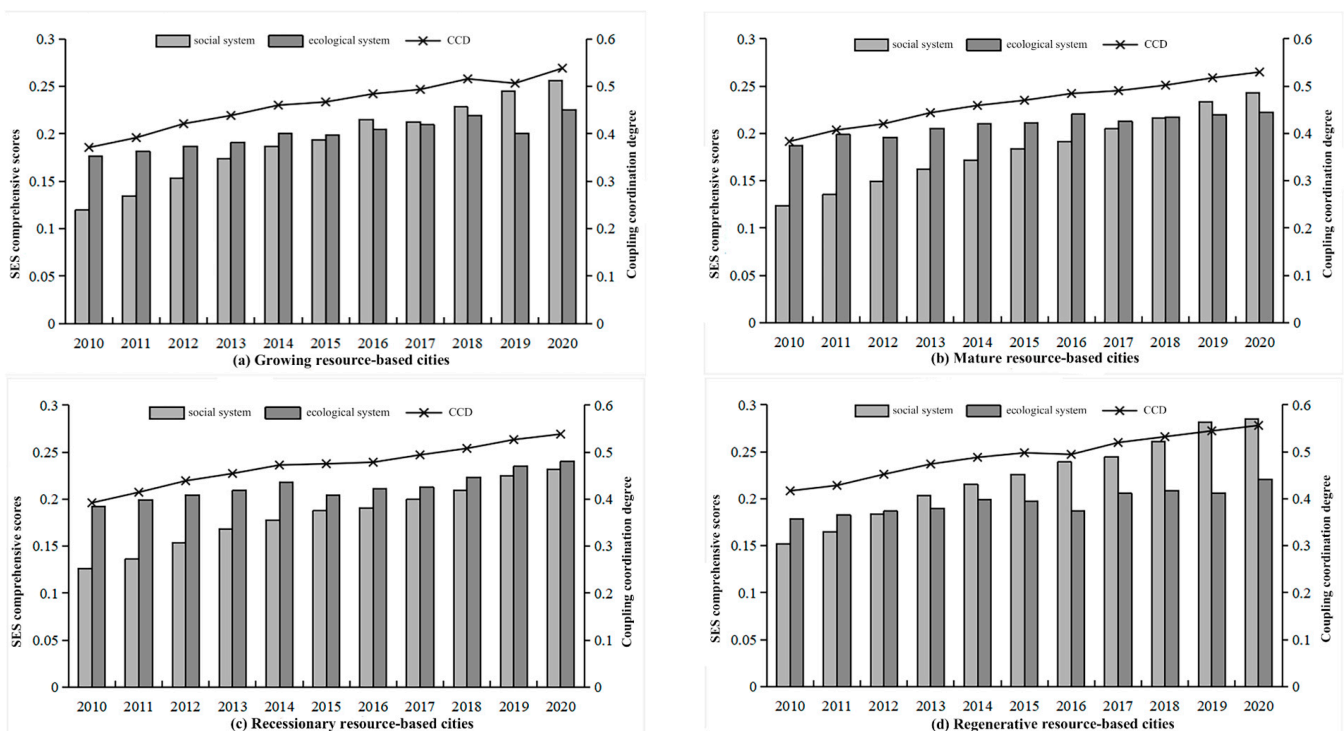 social system ecological system CCD
0.3
0.25
0.2
0.15
0.1
0.05
0
SES comprehensive scores
0.6
0.5
0.4
0.3
0.2
0.1
0
Coupling coordination degree
2010 2011 2012 2013 2014 2015 2016 2017 2018 2019 2020
(a) Growing resource-based cities
social system ecological system CCD
0.3
0.25
0.2
0.15
0.1
0.05
0
SES comprehensive scores
0.6
0.5
0.4
0.3
0.2
0.1
0
Coupling coordination degree
2010 2011 2012 2013 2014 2015 2016 2017 2018 2019 2020
(b) Mature resource-based cities
social system ecological system CCD
0.3
0.25
0.2
0.15
0.1
0.05
0
SES comprehensive scores
0.6
0.5
0.4
0.3
0.2
0.1
0
Coupling coordination degree
2010 2011 2012 2013 2014 2015 2016 2017 2018 2019 2020
(c) Recessionary resource-based cities
social system ecological system CCD
0.3
0.25
0.2
0.15
0.1
0.05
0
SES comprehensive scores
0.6
0.5
0.4
0.3
0.2
0.1
0
Coupling coordination degree
2010 2011 2012 2013 2014 2015 2016 2017 2018 2019 2020
(d) Regenerative resource-based cities